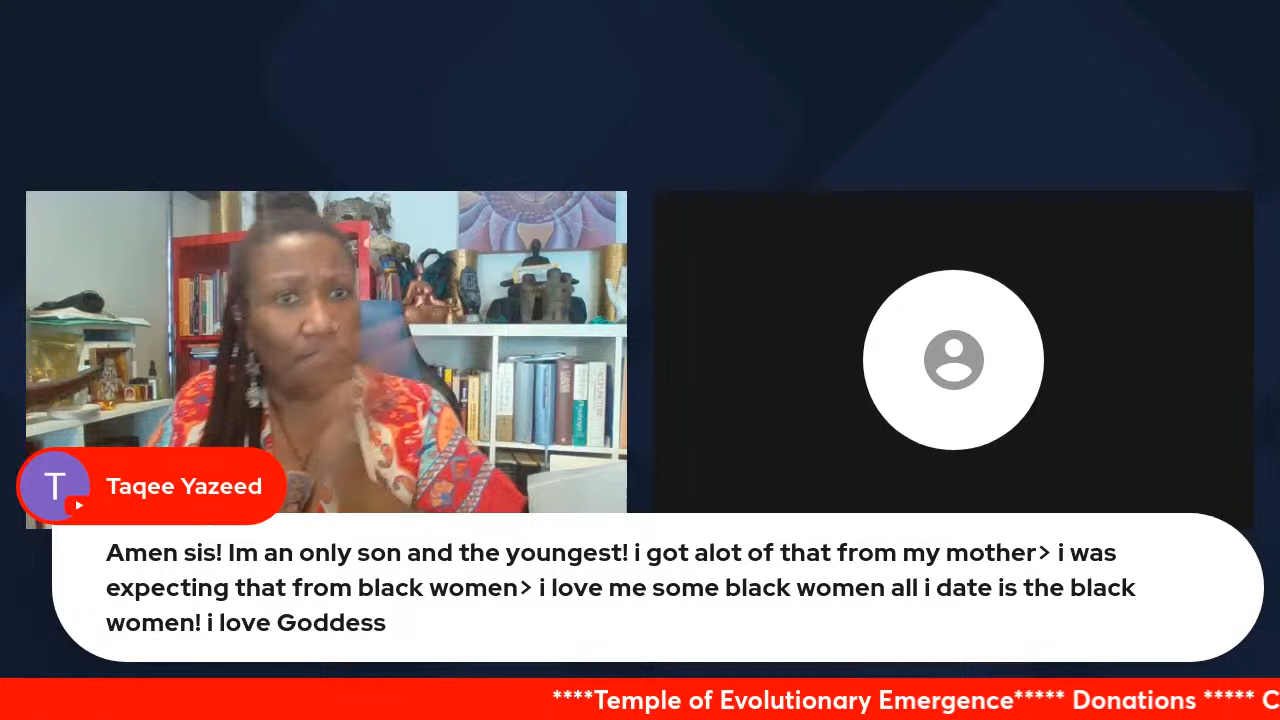 T
Taqee Yazeed
Amen sis! Im an only son and the youngest! i got alot of that from my mother> i was
expecting that from black women> i love me some black women all i date is the black
women! i love Goddess
****Temple of Evolutionary Emergence***** Donations ***** C